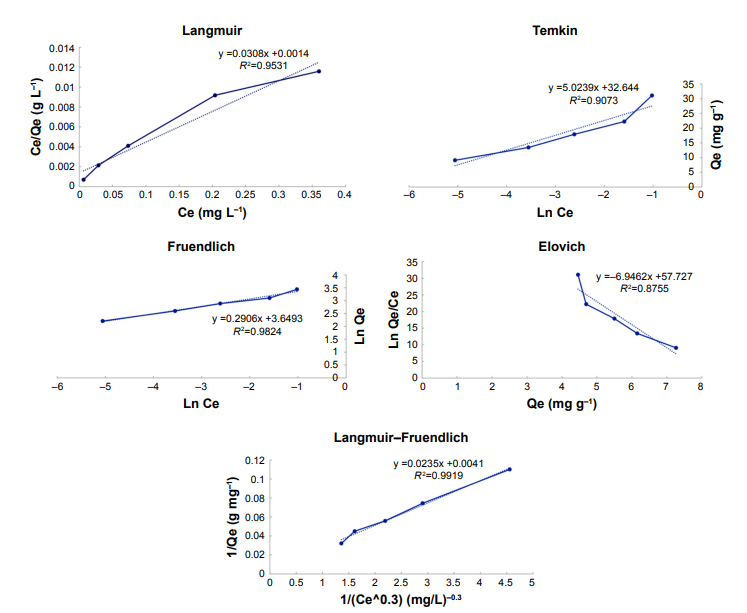 Langmuir
0.014
0.012
0.01
0.008
0.006
0.004
0.002
0
Ce/Qe (g L⁻¹)
y =0.0308x +0.0014
R²=0.9531
0 0.05 0.1 0.15 0.2 0.25 0.3 0.35 0.4
Ce (mg L⁻¹)
Temkin
y =5.0239x +32.644
R²=0.9073
35
30
25
20
15
10
5
0
Qe (mg g⁻¹)
–6 –5 –4 –3 –2 –1 0
Ln Ce
Fruendlich
4
3.5
3
2.5
2
1.5
1
0.5
0
Ln Qe
y =0.2906x +3.6493
R²=0.9824
–6 –5 –4 –3 –2 –1 0
Ln Ce
Elovich
35
30
25
20
15
10
5
0
Ln Qe/Ce
y =–6.9462x +57.727
R²=0.8755
0 1 2 3 4 5 6 7 8
Qe (mg g⁻¹)
Langmuir–Fruendlich
0.12
0.1
0.08
0.06
0.04
0.02
0
1/Qe (g mg⁻¹)
y =0.0235x +0.0041
R²=0.9919
0 0.5 1 1.5 2 2.5 3 3.5 4 4.5 5
1/(Ce^0.3) (mg/L)⁻⁰·³